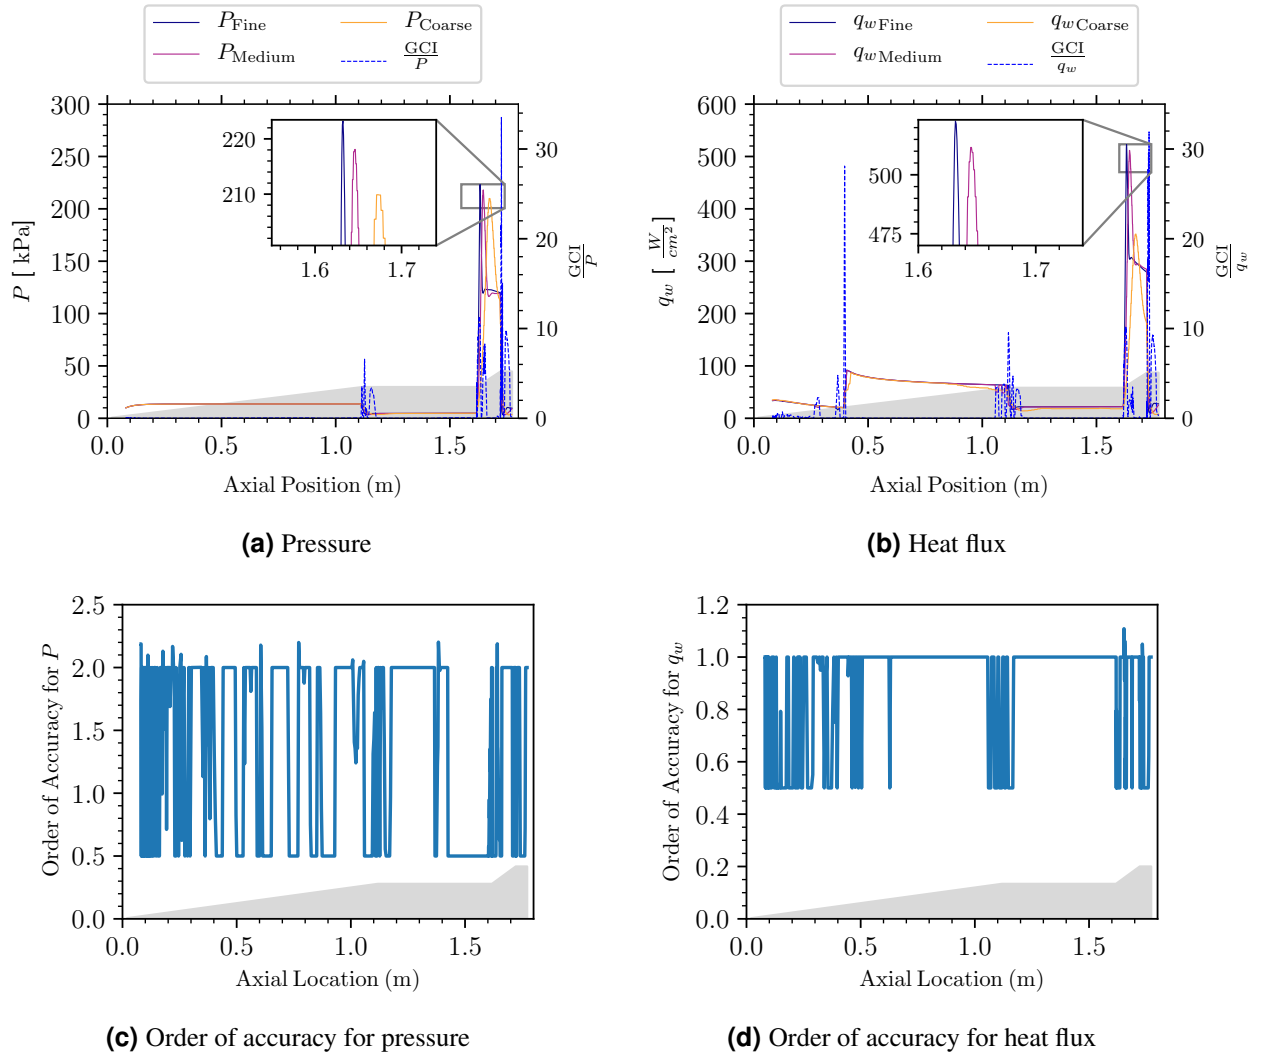 P_Fine P_Coarse
P_Medium GCI/P
q_w Fine q_w Coarse
q_w Medium GCI/q_w
300
250
200
150
100
50
0
P [ kPa]
220
210
1.6 1.7
30
20
10
0
GCI/P
0.0 0.5 1.0 1.5
Axial Position (m)
(a) Pressure
600
500
600
400
300
200
100
0
q_w [ W/cm² ]
500
475
1.6 1.7
30
20
10
0
GCI/q_w
0.0 0.5 1.0 1.5
Axial Position (m)
(b) Heat flux
2.5
2.0
1.5
1.0
0.5
0.0
Order of Accuracy for P
0.0 0.5 1.0 1.5
Axial Location (m)
(c) Order of accuracy for pressure
1.2
1.0
0.8
0.6
0.4
0.2
0.0
Order of Accuracy for q_w
0.0 0.5 1.0 1.5
Axial Location (m)
(d) Order of accuracy for heat flux